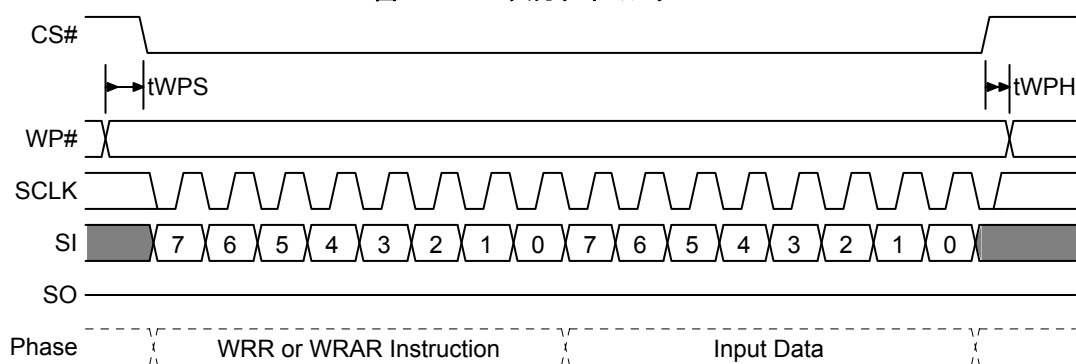 CS#
tWPS
tWPH
WP#
SCLK
SI 7 6 5 4 3 2 1 0 7 6 5 4 3 2 1 0
SO
Phase WRR or WRAR Instruction Input Data